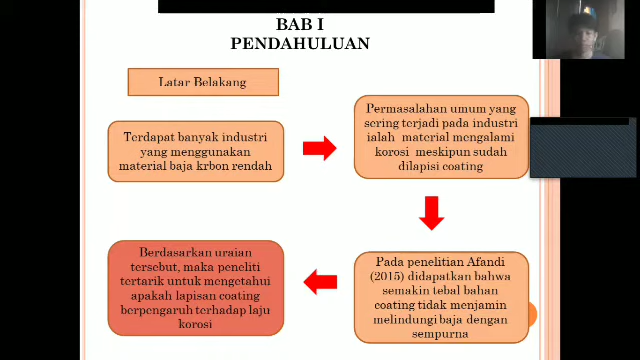 BAB I
PENDAHULUAN
Latar Belakang
Terdapat banyak industri
yang menggunakan
material baja krbon rendah
Permasalahan umum yang
sering terjadi pada industri
ialah material mengalami
korosi meskipun sudah
dilapisi coating
Pada penelitian Afandi
(2015) didapatkan bahwa
semakin tebal bahan
coating tidak menjamin
melindungi baja dengan
sempurna
Berdasarkan uraian
tersebut, maka peneliti
tertarik untuk mengetahui
apakah lapisan coating
berpengaruh terhadap laju
korosi